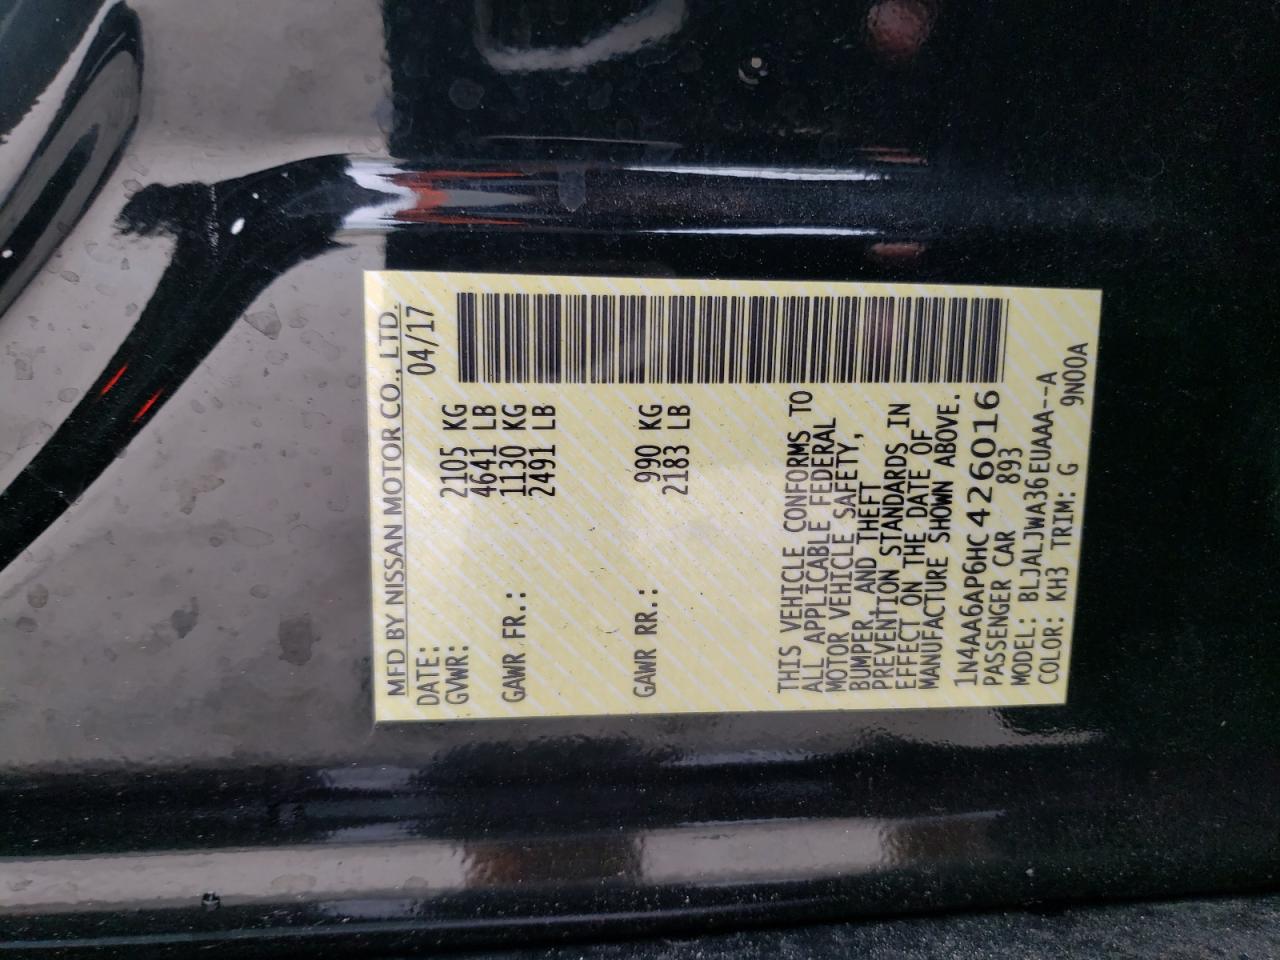 MFD BY NISSAN MOTOR CO., LTD.
DATE: 04/17
GVWR: 2105 KG
4641 LB
GAWR FR.: 1130 KG
2491 LB
GAWR RR.: 990 KG
2183 LB
THIS VEHICLE CONFORMS TO
ALL APPLICABLE FEDERAL
MOTOR VEHICLE SAFETY,
BUMPER, AND THEFT
PREVENTION STANDARDS IN
EFFECT ON THE DATE OF
MANUFACTURE SHOWN ABOVE.
1N4AA6AP6HC426016
PASSENGER CAR 893
MODEL: BLJALJWA36EUAAA--A
COLOR: KH3 TRIM: G 9N00A